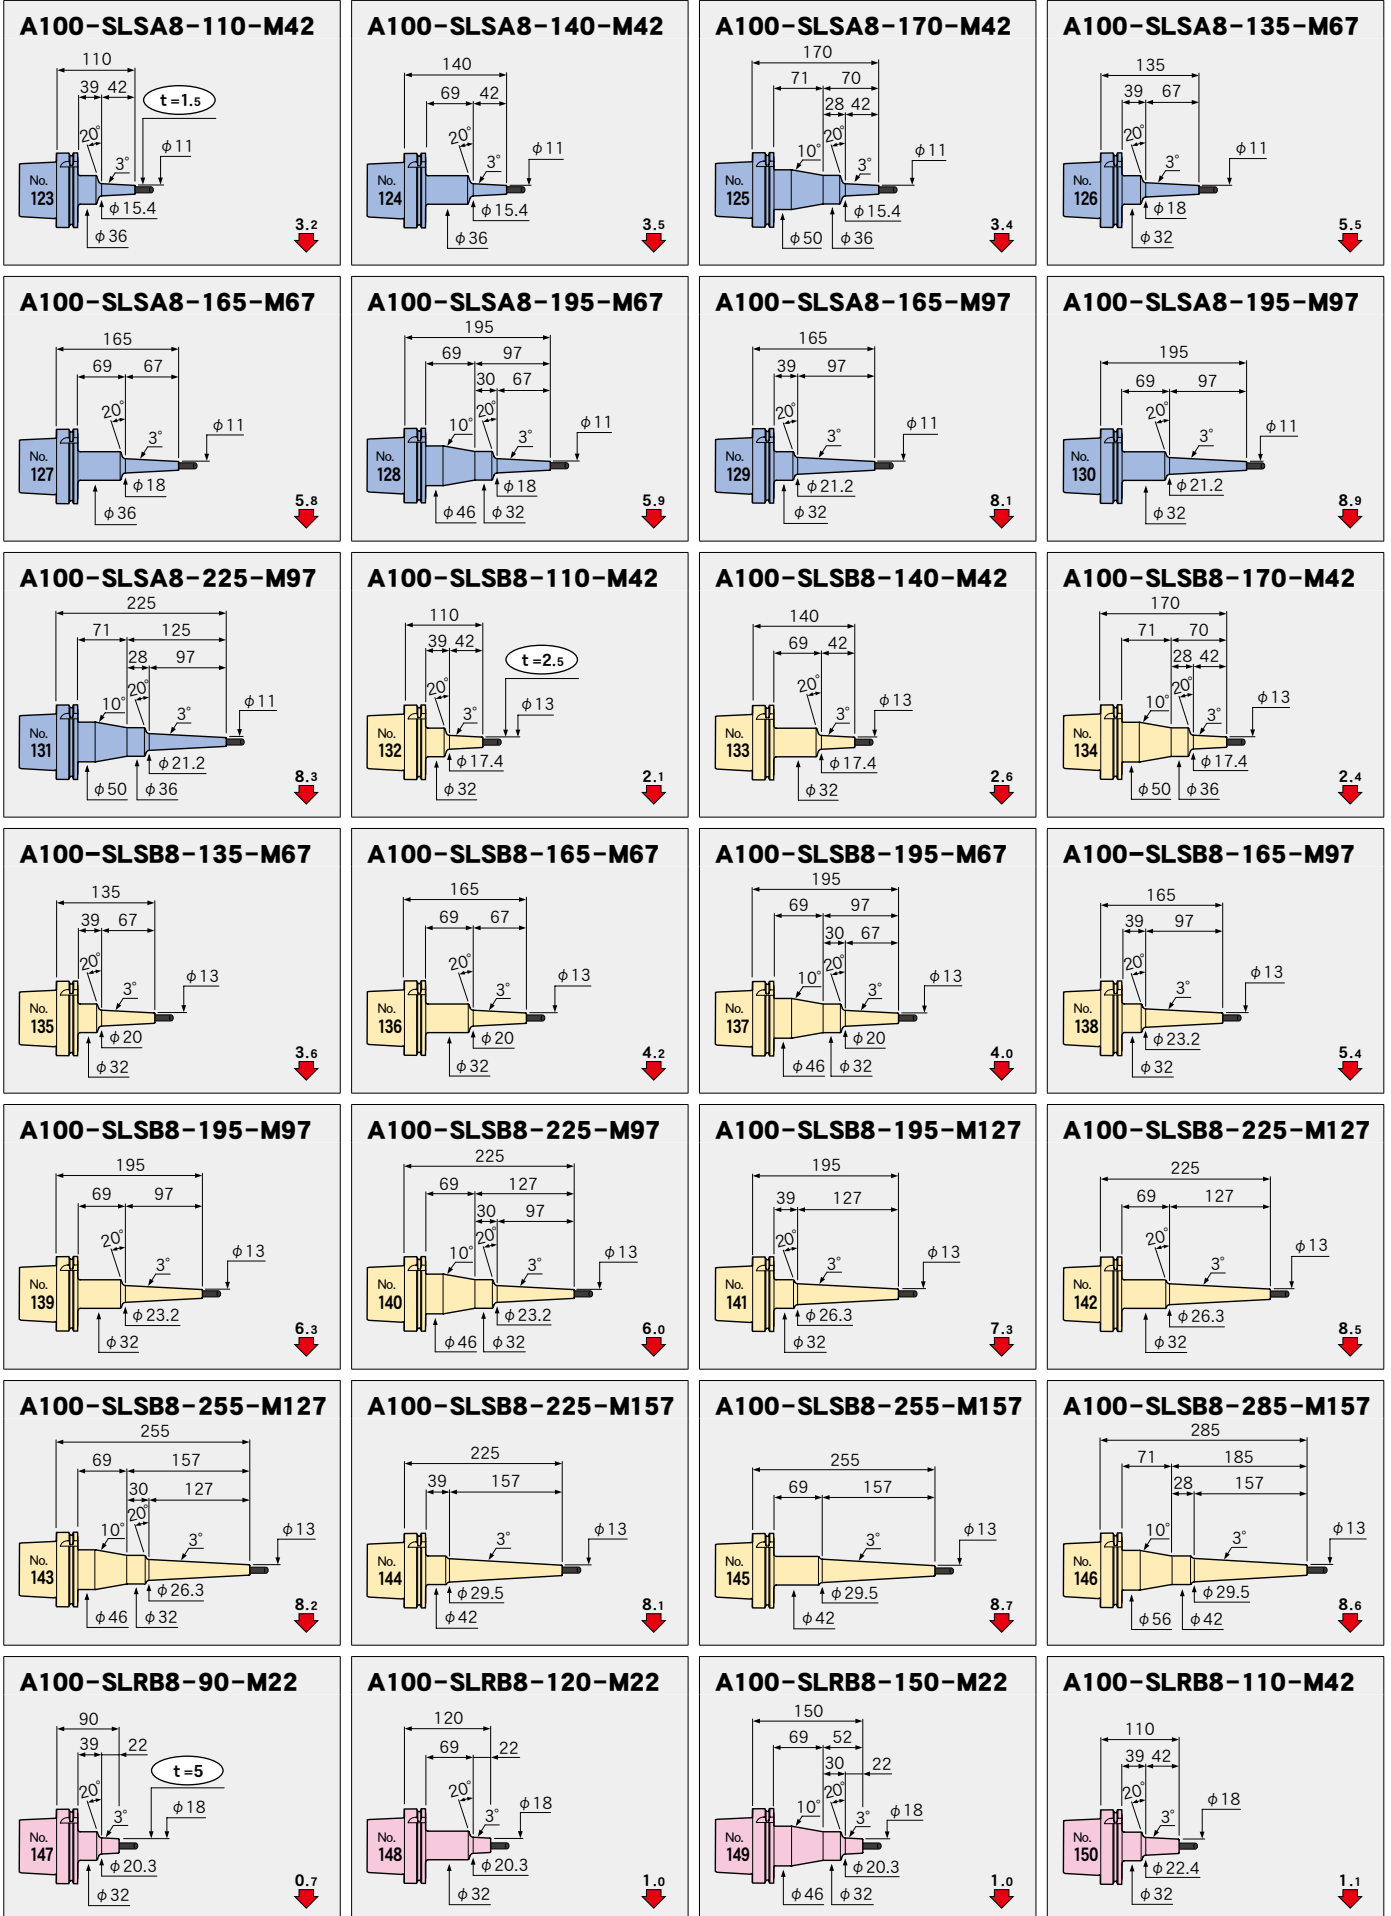 A100-SLSA8-110-M42
110
39
42
t=1.5
20°
3°
φ11
No.
123
φ15.4
φ36
3.2
A100-SLSA8-140-M42
140
69
42
20°
3°
φ11
No.
124
φ15.4
φ36
3.5
A100-SLSA8-170-M42
170
71
70
28
42
20°
10°
3°
φ11
No.
125
φ15.4
φ50
φ36
3.4
A100-SLSA8-135-M67
135
39
67
20°
3°
φ11
No.
126
φ18
φ32
5.5
A100-SLSA8-165-M67
165
69
67
20°
3°
φ11
No.
127
φ18
φ36
5.8
A100-SLSA8-195-M67
195
69
97
30
67
20°
10°
3°
φ11
No.
128
φ18
φ46
φ32
5.9
A100-SLSA8-165-M97
165
39
97
20°
3°
φ11
No.
129
φ21.2
φ32
8.1
A100-SLSA8-195-M97
195
69
97
20°
3°
φ11
No.
130
φ21.2
φ32
8.9
A100-SLSA8-225-M97
225
71
125
28
97
20°
10°
3°
φ11
No.
131
φ21.2
φ50
φ36
8.3
A100-SLSB8-110-M42
110
39
42
t=2.5
20°
3°
φ13
No.
132
φ17.4
φ32
2.1
A100-SLSB8-140-M42
140
69
42
20°
3°
φ13
No.
133
φ17.4
φ32
2.6
A100-SLSB8-170-M42
170
71
70
28
42
20°
10°
3°
φ13
No.
134
φ17.4
φ50
φ36
2.4
A100-SLSB8-135-M67
135
39
67
20°
3°
φ13
No.
135
φ20
φ32
3.6
A100-SLSB8-165-M67
165
69
67
20°
3°
φ13
No.
136
φ20
φ32
4.2
A100-SLSB8-195-M67
195
69
97
30
67
20°
10°
3°
φ13
No.
137
φ20
φ46
φ32
4.0
A100-SLSB8-165-M97
165
39
97
20°
3°
φ13
No.
138
φ23.2
φ32
5.4
A100-SLSB8-195-M97
195
69
97
20°
3°
φ13
No.
139
φ23.2
φ32
6.3
A100-SLSB8-225-M97
225
69
127
30
97
20°
10°
3°
φ13
No.
140
φ23.2
φ46
φ32
6.0
A100-SLSB8-195-M127
195
39
127
20°
3°
φ13
No.
141
φ26.3
φ32
7.3
A100-SLSB8-225-M127
225
69
127
20°
3°
φ13
No.
142
φ26.3
φ32
8.5
A100-SLSB8-255-M127
255
69
157
30
127
20°
10°
3°
φ13
No.
143
φ26.3
φ46
φ32
8.2
A100-SLSB8-225-M157
225
39
157
3°
φ13
No.
144
φ29.5
φ42
8.1
A100-SLSB8-255-M157
255
69
157
3°
φ13
No.
145
φ29.5
φ42
8.7
A100-SLSB8-285-M157
285
71
185
28
157
10°
3°
φ13
No.
146
φ29.5
φ56
φ42
8.6
A100-SLRB8-90-M22
90
39
22
t=5
20°
3°
φ18
No.
147
φ20.3
φ32
0.7
A100-SLRB8-120-M22
120
69
22
20°
3°
φ18
No.
148
φ20.3
φ32
1.0
A100-SLRB8-150-M22
150
69
52
30
22
20°
10°
3°
φ18
No.
149
φ20.3
φ46
φ32
1.0
A100-SLRB8-110-M42
110
39
42
20°
3°
φ18
No.
150
φ22.4
φ32
1.1